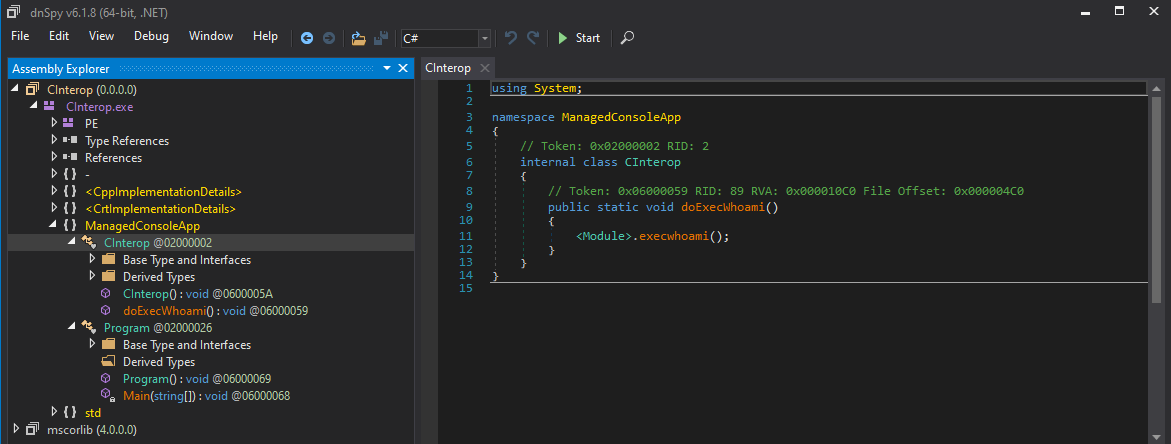 dnSpy v6.1.8 (64-bit, .NET)
File Edit View Debug Window Help C# Start
Assembly Explorer
CInterop (0.0.0.0)
CInterop.exe
PE
Type References
References
{ } -
{ } <CppImplementationDetails>
{ } <CrtImplementationDetails>
{ } ManagedConsoleApp
CInterop @02000002
Base Type and Interfaces
Derived Types
CInterop() : void @0600005A
doExecWhoami() : void @06000059
Program @02000026
Base Type and Interfaces
Derived Types
Program() : void @06000069
Main(string[]) : void @06000068
{ } std
mscorlib (4.0.0.0)
CInterop
1 using System;
2
3 namespace ManagedConsoleApp
4 {
5 // Token: 0x02000002 RID: 2
6 internal class CInterop
7 {
8 // Token: 0x06000059 RID: 89 RVA: 0x000010C0 File Offset: 0x000004C0
9 public static void doExecWhoami()
10 {
11 <Module>.execwhoami();
12 }
13 }
14 }
15